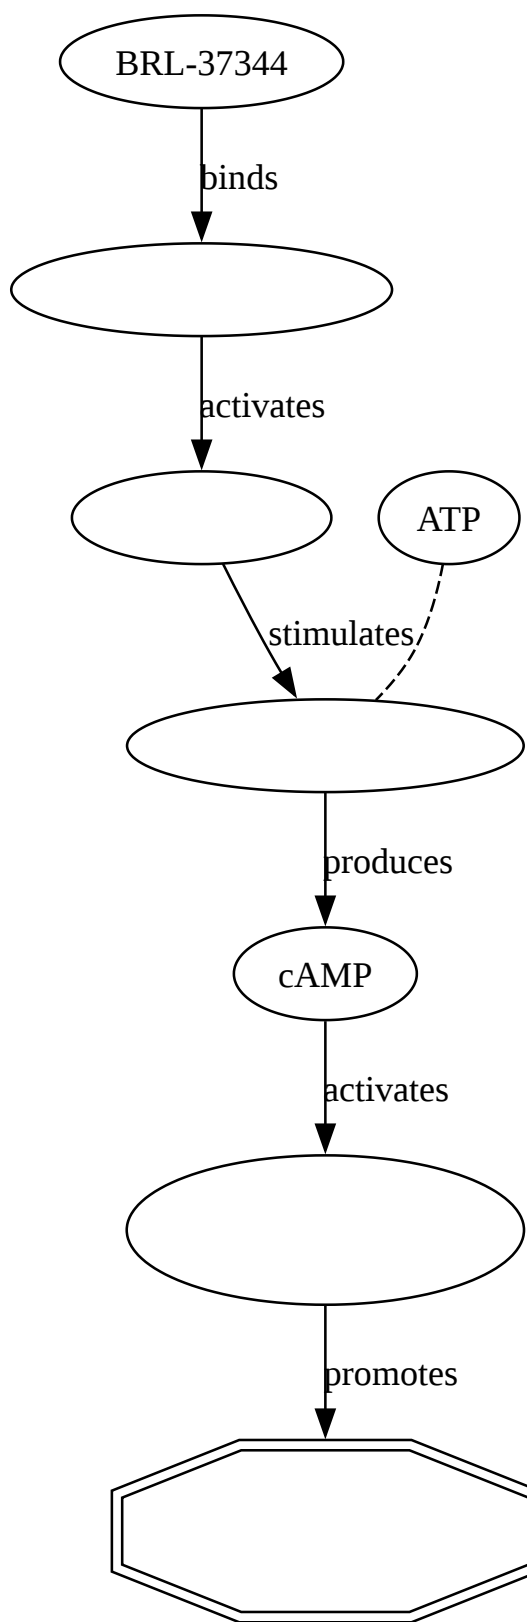 BRL-37344
binds
activates
ATP
stimulates
produces
cAMP
activates
promotes